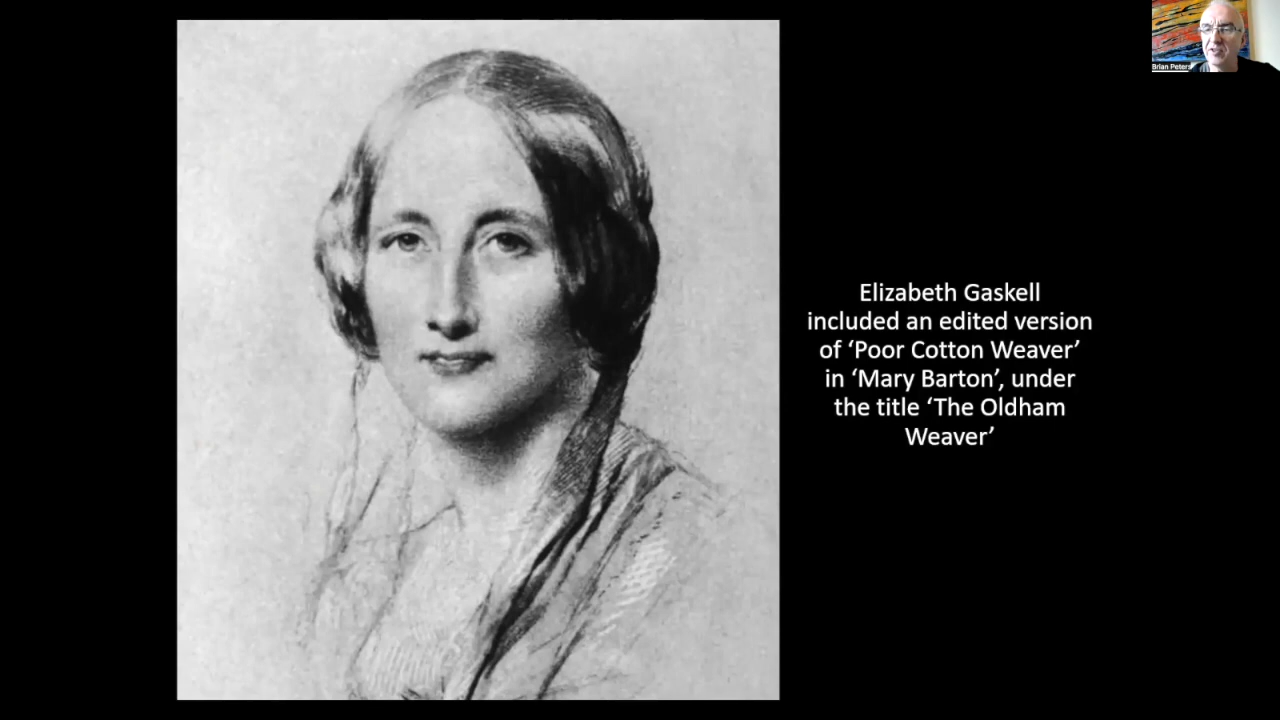 Elizabeth Gaskell
included an edited version
of ‘Poor Cotton Weaver’
in ‘Mary Barton’, under
the title ‘The Oldham
Weaver’
Brian Peters